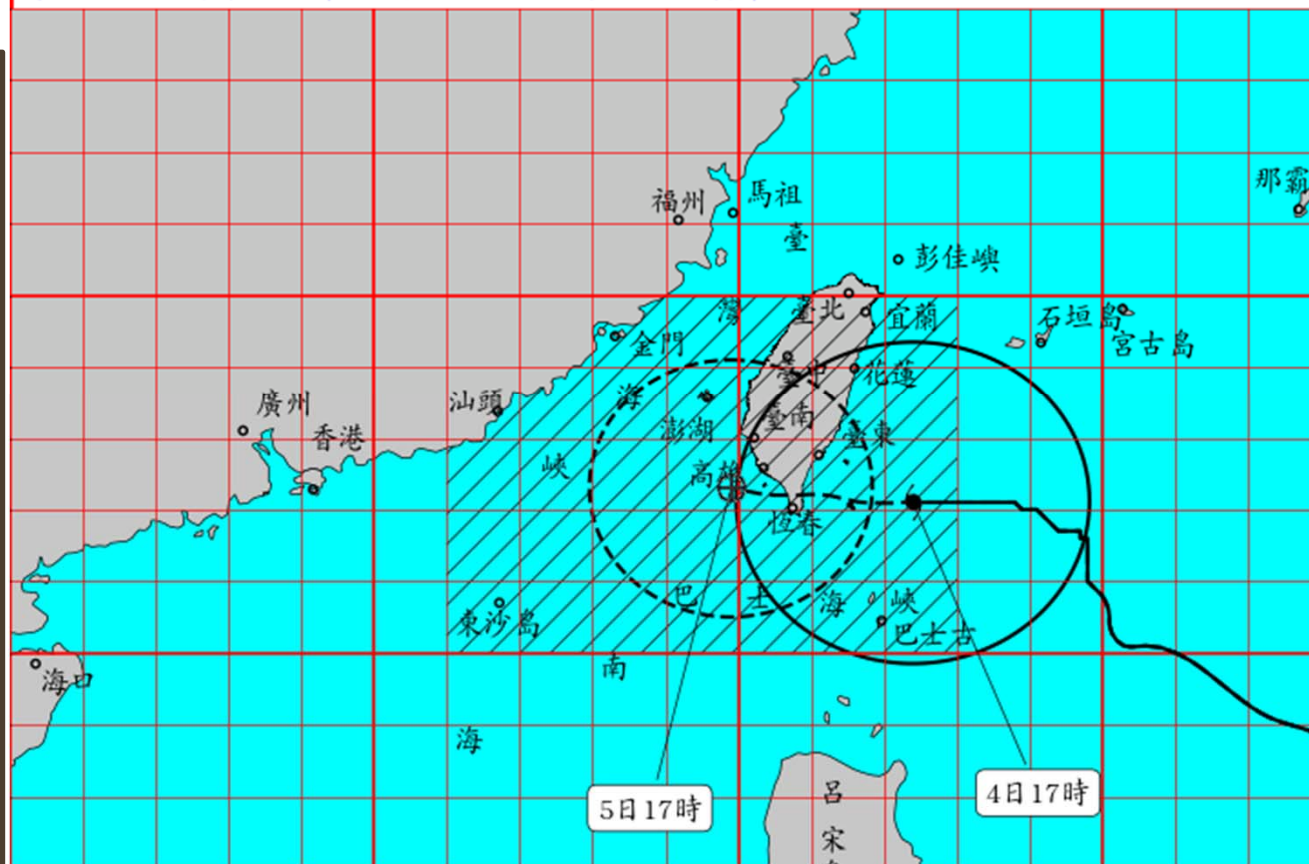 那霸
福州
馬祖
臺
彭佳嶼
灣
臺北
宜蘭
石垣島
宮古島
金門
臺中
花蓮
海
廣州
汕頭
香港
澎湖
臺南
臺東
峽
高雄
恆春
巴
士
海
峽
東沙島
巴士古
南
海口
海
5日17時
4日17時
呂
宋